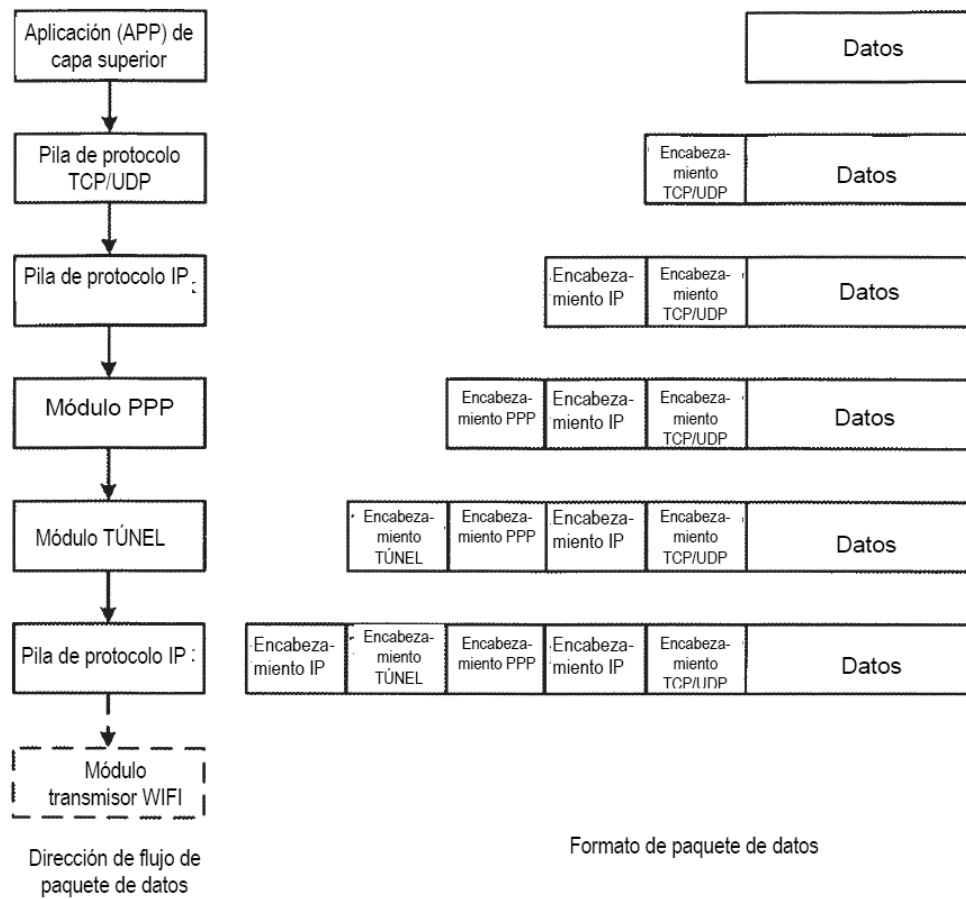 Aplicación (APP) de
capa superior
Datos
Pila de protocolo
TCP/UDP
Encabeza-
miento
TCP/UDP
Datos
Pila de protocolo IP
Encabeza-
miento IP
Encabeza-
miento
TCP/UDP
Datos
Módulo PPP
Encabeza-
miento PPP
Encabeza-
miento IP
Encabeza-
miento
TCP/UDP
Datos
Módulo TÚNEL
Encabeza-
miento
TÚNEL
Encabeza-
miento PPP
Encabeza-
miento IP
Encabeza-
miento
TCP/UDP
Datos
Pila de protocolo IP
Encabeza-
miento IP
Encabeza-
miento
TÚNEL
Encabeza-
miento PPP
Encabeza-
miento IP
Encabeza-
miento
TCP/UDP
Datos
Módulo
transmisor WIFI
Dirección de flujo de
paquete de datos
Formato de paquete de datos